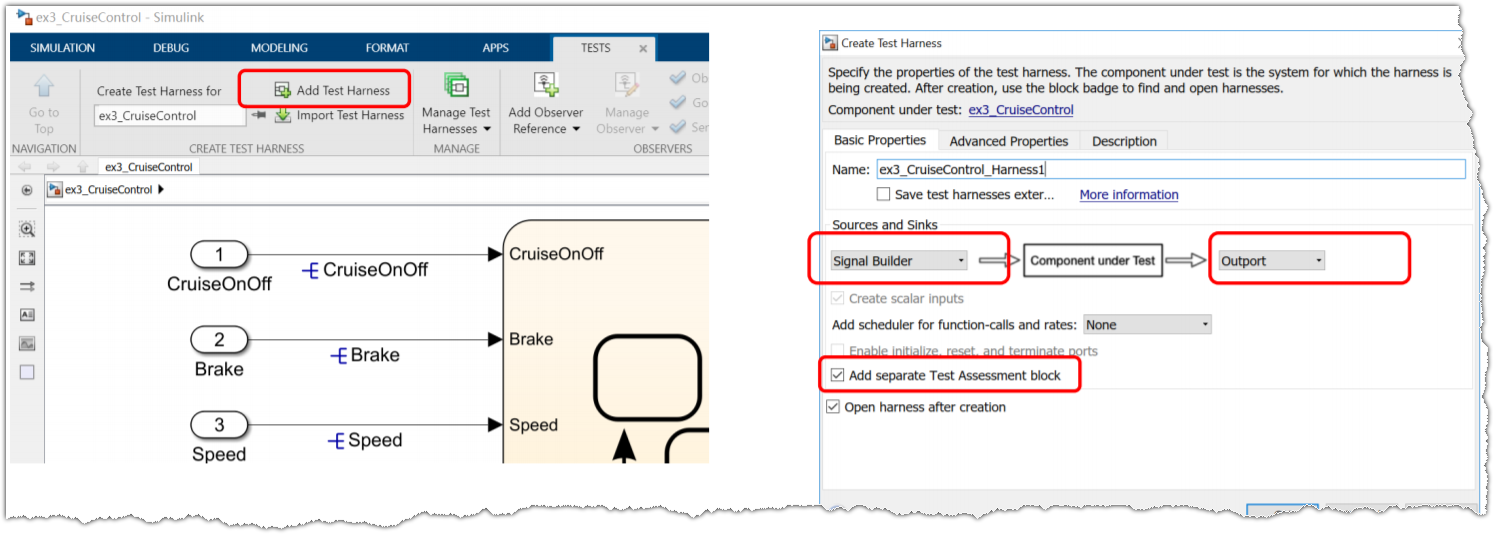 ex3_CruiseControl - Simulink
SIMULATION DEBUG MODELING FORMAT APPS TESTS
Go to
Top
NAVIGATION
Create Test Harness for
ex3_CruiseControl
Add Test Harness
Import Test Harness
CREATE TEST HARNESS
Manage Test
Harnesses
MANAGE
Add Observer
Reference
Manage
Observer
Ob
Go
Ser
OBSERVERS
ex3_CruiseControl
ex3_CruiseControl
1
CruiseOnOff
CruiseOnOff
CruiseOnOff
2
Brake
Brake
Brake
3
Speed
Speed
Speed
Create Test Harness
Specify the properties of the test harness. The component under test is the system for which the harness is
being created. After creation, use the block badge to find and open harnesses.
Component under test: ex3_CruiseControl
Basic Properties Advanced Properties Description
Name: ex3_CruiseControl_Harness1
Save test harnesses exter... More information
Sources and Sinks
Signal Builder Component under Test Outport
Create scalar inputs
Add scheduler for function-calls and rates: None
Enable initialize, reset, and terminate ports
Add separate Test Assessment block
Open harness after creation